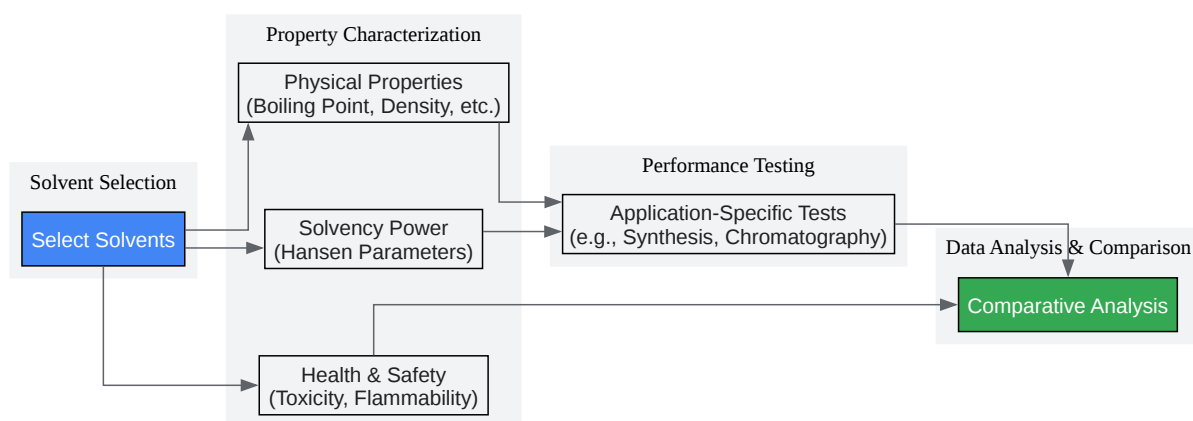 Property Characterization
Physical Properties
(Boiling Point, Density, etc.)
Solvent Selection
Select Solvents
Solvency Power
(Hansen Parameters)
Health & Safety
(Toxicity, Flammability)
Performance Testing
Application-Specific Tests
(e.g., Synthesis, Chromatography)
Data Analysis & Comparison
Comparative Analysis